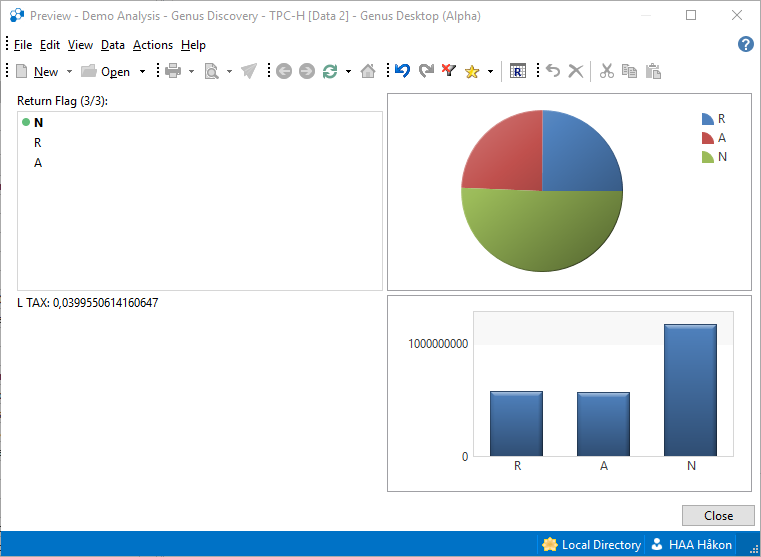 Preview - Demo Analysis - Genus Discovery - TPC-H [Data 2] - Genus Desktop (Alpha)
File Edit View Data Actions Help
?
New Open R
Return Flag (3/3):
N
R
A
R
A
N
L TAX: 0,0399550614160647
1000000000
0
R A N
Close
Local Directory HAA Håkon